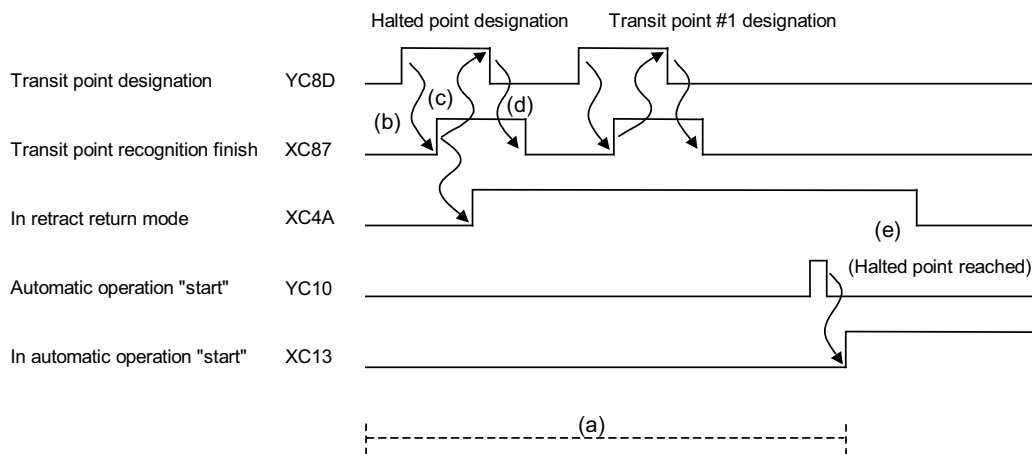 Halted point designation Transit point #1 designation
Transit point designation YC8D
(c)
(d)
(b)
Transit point recognition finish XC87
In retract return mode XC4A
(e)
(Halted point reached)
Automatic operation "start" YC10
In automatic operation "start" XC13
(a)